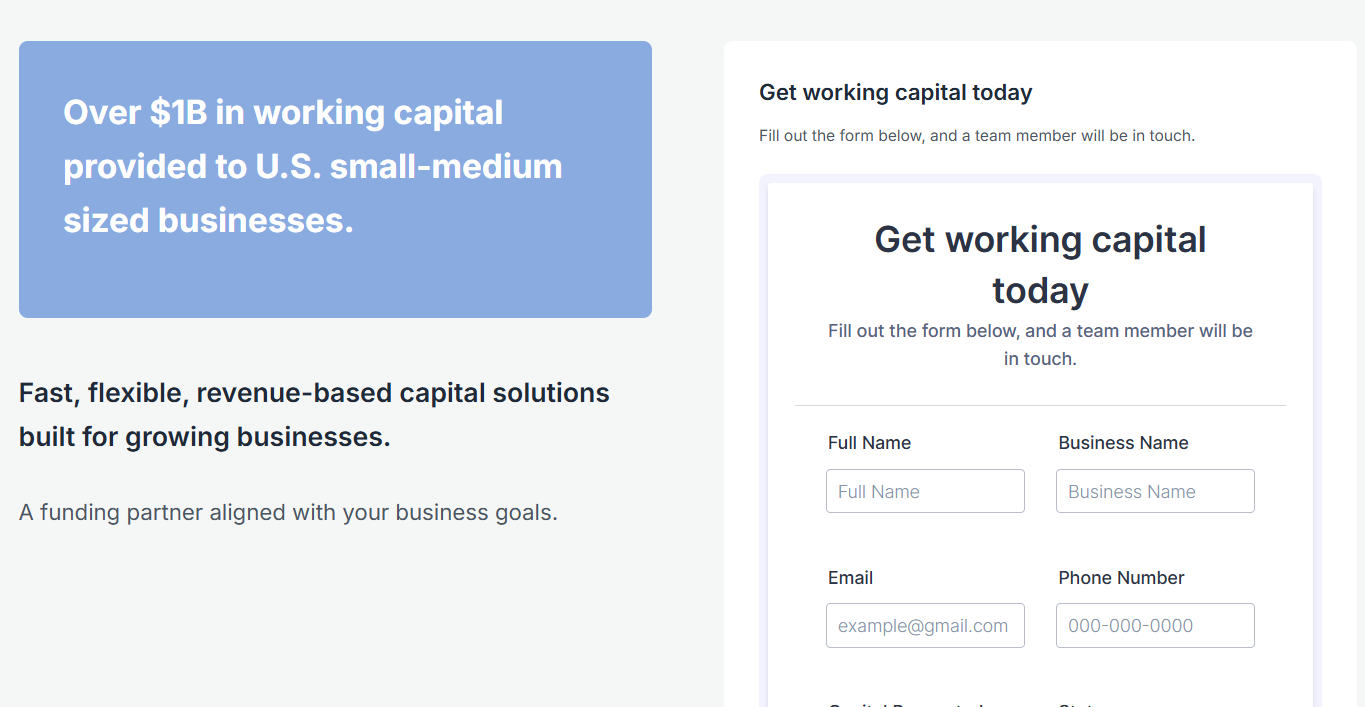 Over $1B in working capital
provided to U.S. small-medium
sized businesses.
Fast, flexible, revenue-based capital solutions
built for growing businesses.
A funding partner aligned with your business goals.
Get working capital today
Fill out the form below, and a team member will be in touch.
Get working capital
today
Fill out the form below, and a team member will be
in touch.
Full Name
Business Name
Full Name
Business Name
Email
Phone Number
example@gmail.com
000-000-0000